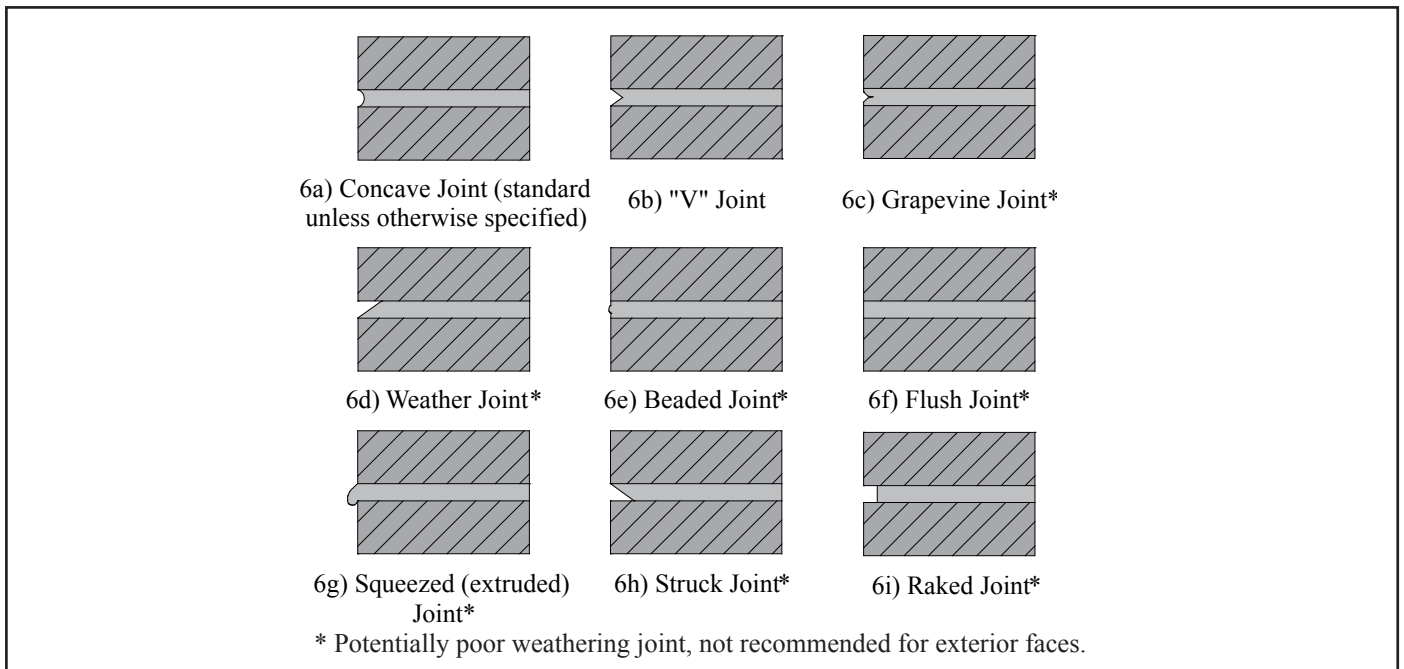 6a) Concave Joint (standard
unless otherwise specified)
6b) "V" Joint
6c) Grapevine Joint*
6d) Weather Joint*
6e) Beaded Joint*
6f) Flush Joint*
6g) Squeezed (extruded)
Joint*
6h) Struck Joint*
6i) Raked Joint*
* Potentially poor weathering joint, not recommended for exterior faces.